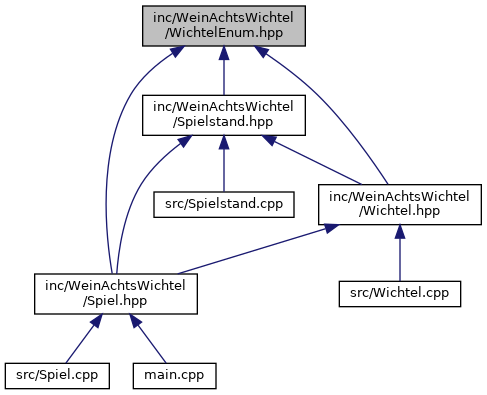 inc/WeinAchtsWichtel
/WichtelEnum.hpp
inc/WeinAchtsWichtel
/Spielstand.hpp
src/Spielstand.cpp
inc/WeinAchtsWichtel
/Wichtel.hpp
inc/WeinAchtsWichtel
/Spiel.hpp
src/Wichtel.cpp
src/Spiel.cpp
main.cpp